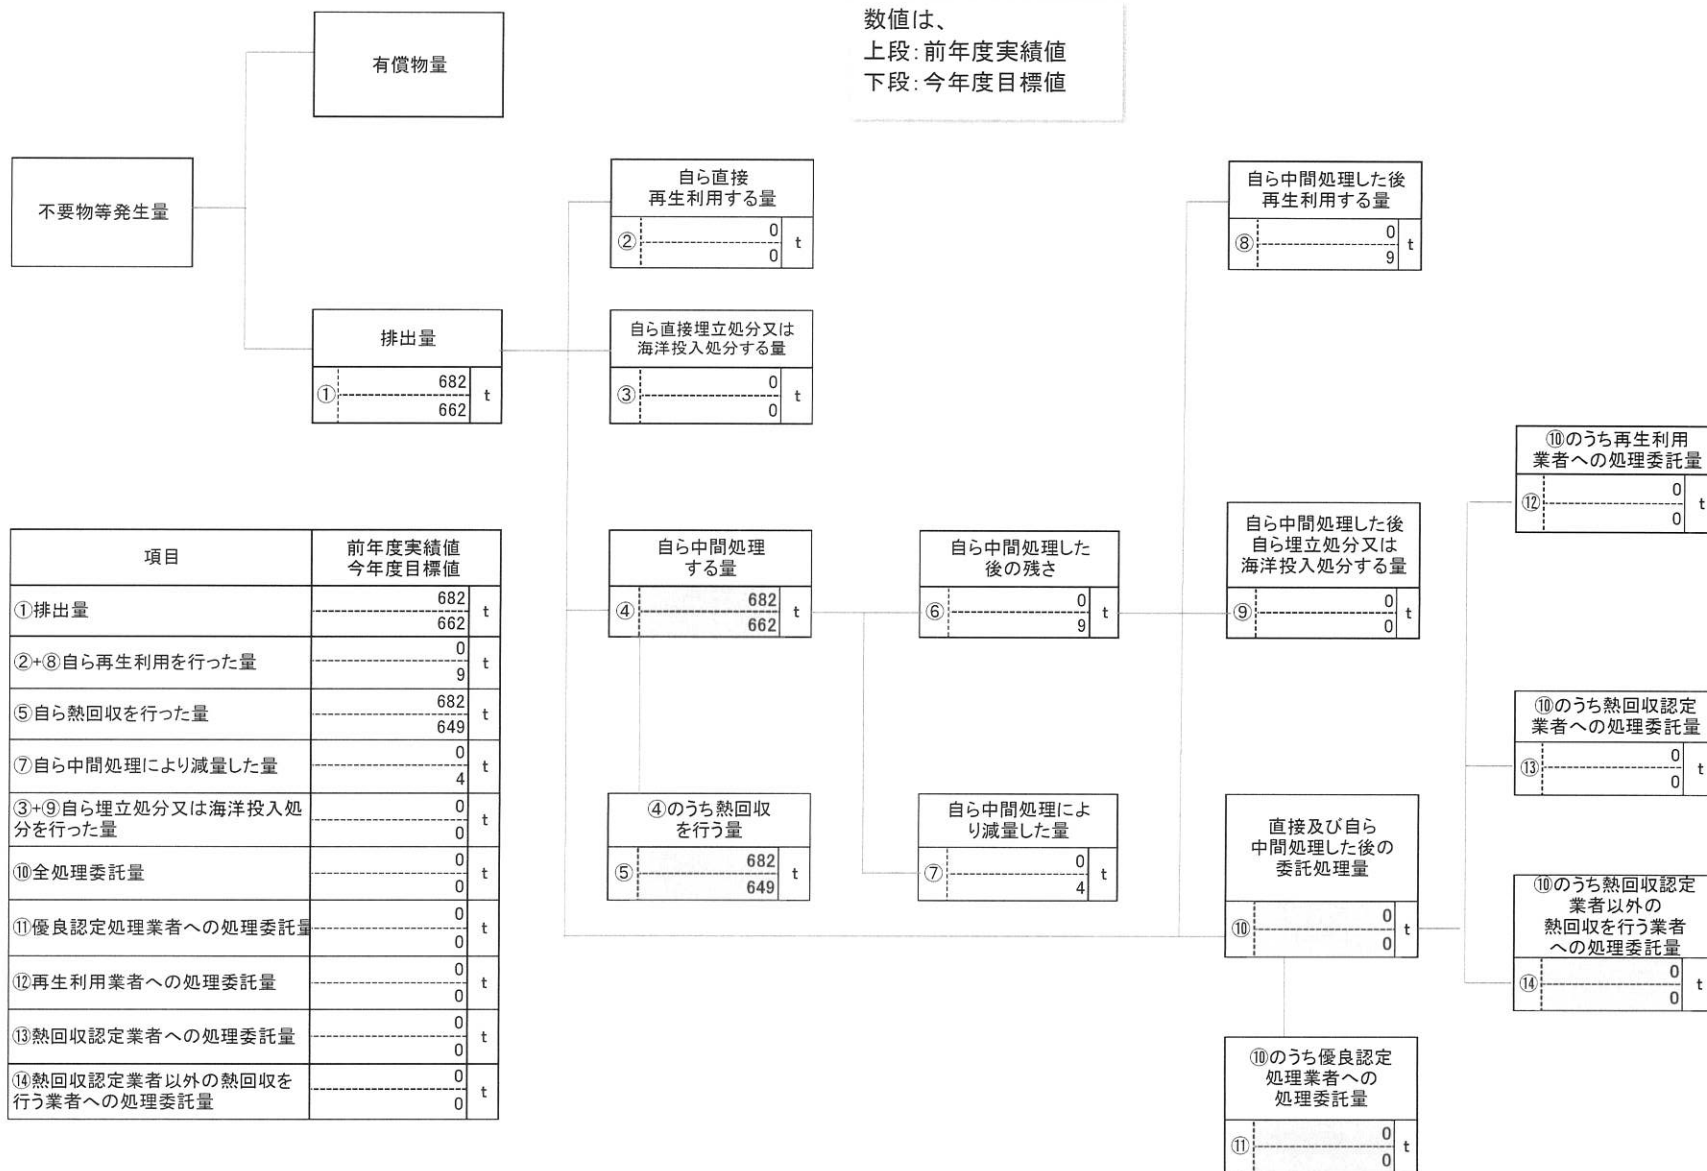 数値は、
上段:前年度実績値
下段:今年度目標値
有償物量
不要物等発生量
排出量
①
682
662
t
自ら直接
再生利用する量
②
0
0
t
自ら直接埋立処分又は
海洋投入処分する量
③
0
0
t
自ら中間処理
する量
④
682
662
t
④のうち熱回収
を行う量
⑤
682
649
t
自ら中間処理した
後の残さ
⑥
0
9
t
自ら中間処理によ
り減量した量
⑦
0
4
t
自ら中間処理した後
再生利用する量
⑧
0
9
t
自ら中間処理した後
自ら埋立処分又は
海洋投入処分する量
⑨
0
0
t
直接及び自ら
中間処理した後の
委託処理量
⑩
0
0
t
⑩のうち優良認定
処理業者への
処理委託量
⑪
0
0
t
⑩のうち再生利用
業者への処理委託量
⑫
0
0
t
⑩のうち熱回収認定
業者への処理委託量
⑬
0
0
t
⑩のうち熱回収認定
業者以外の
熱回収を行う業者
への処理委託量
⑭
0
0
t
項目
前年度実績値
今年度目標値
①排出量
682
662
t
②+⑧自ら再生利用を行った量
0
9
t
⑤自ら熱回収を行った量
682
649
t
⑦自ら中間処理により減量した量
0
4
t
③+⑨自ら埋立処分又は海洋投入処
分を行った量
0
0
t
⑩全処理委託量
0
0
t
⑪優良認定処理業者への処理委託量
0
0
t
⑫再生利用業者への処理委託量
0
0
t
⑬熱回収認定業者への処理委託量
0
0
t
⑭熱回収認定業者以外の熱回収を
行う業者への処理委託量
0
0
t